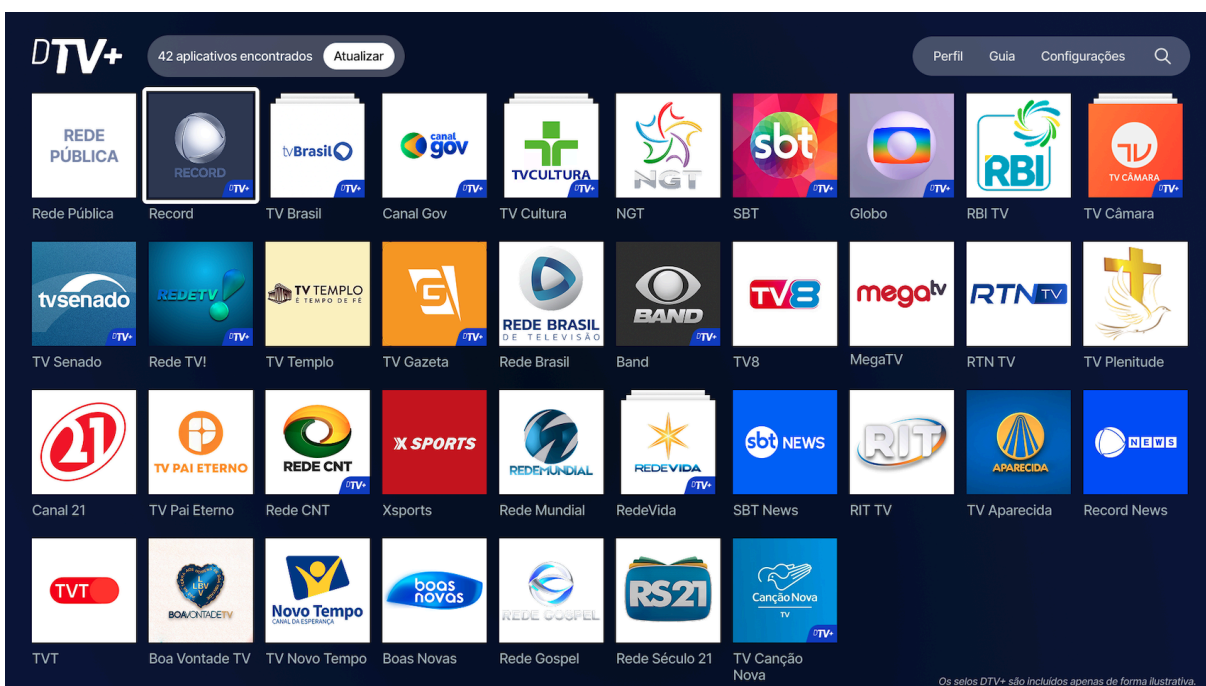 DTV+
42 aplicativos encontrados
Atualizar
Perfil
Guia
Configurações
REDE
PÚBLICA
Rede Pública
RECORD
DTV+
Record
tvBrasil
DTV+
TV Brasil
canal
gov
DTV+
Canal Gov
TVCULTURA
DTV+
TV Cultura
NGT
NGT
sbt
DTV+
SBT
DTV+
Globo
RBI
RBI TV
TV CÂMARA
DTV+
TV Câmara
tvsenado
DTV+
TV Senado
REDETV!
DTV+
Rede TV!
TV TEMPLO
E TEMPO DE FÉ
TV Templo
G
DTV+
TV Gazeta
REDE BRASIL
DE TELEVISÃO
Rede Brasil
BAND
DTV+
Band
TV8
TV8
megatv
MegaTV
RTN TV
RTN TV
TV Plenitude
21
Canal 21
TV PAI ETERNO
TV Pai Eterno
REDE CNT
DTV+
Rede CNT
X SPORTS
Xsports
REDEMUNDIAL
Rede Mundial
REDEVIDA
DTV+
RedeVida
sbt NEWS
SBT News
RIT
RIT TV
APARECIDA
TV Aparecida
NEWS
Record News
TVT
TVT
L
LBV
V
BOAVONTADETV
Boa Vontade TV
Novo Tempo
CANAL DA ESPERANÇA
TV Novo Tempo
boas
novas
Boas Novas
REDE GOSPEL
Rede Gospel
RS21
Rede Século 21
Canção Nova
TV
DTV+
TV Canção
Nova
Os selos DTV+ são incluídos apenas de forma ilustrativa.